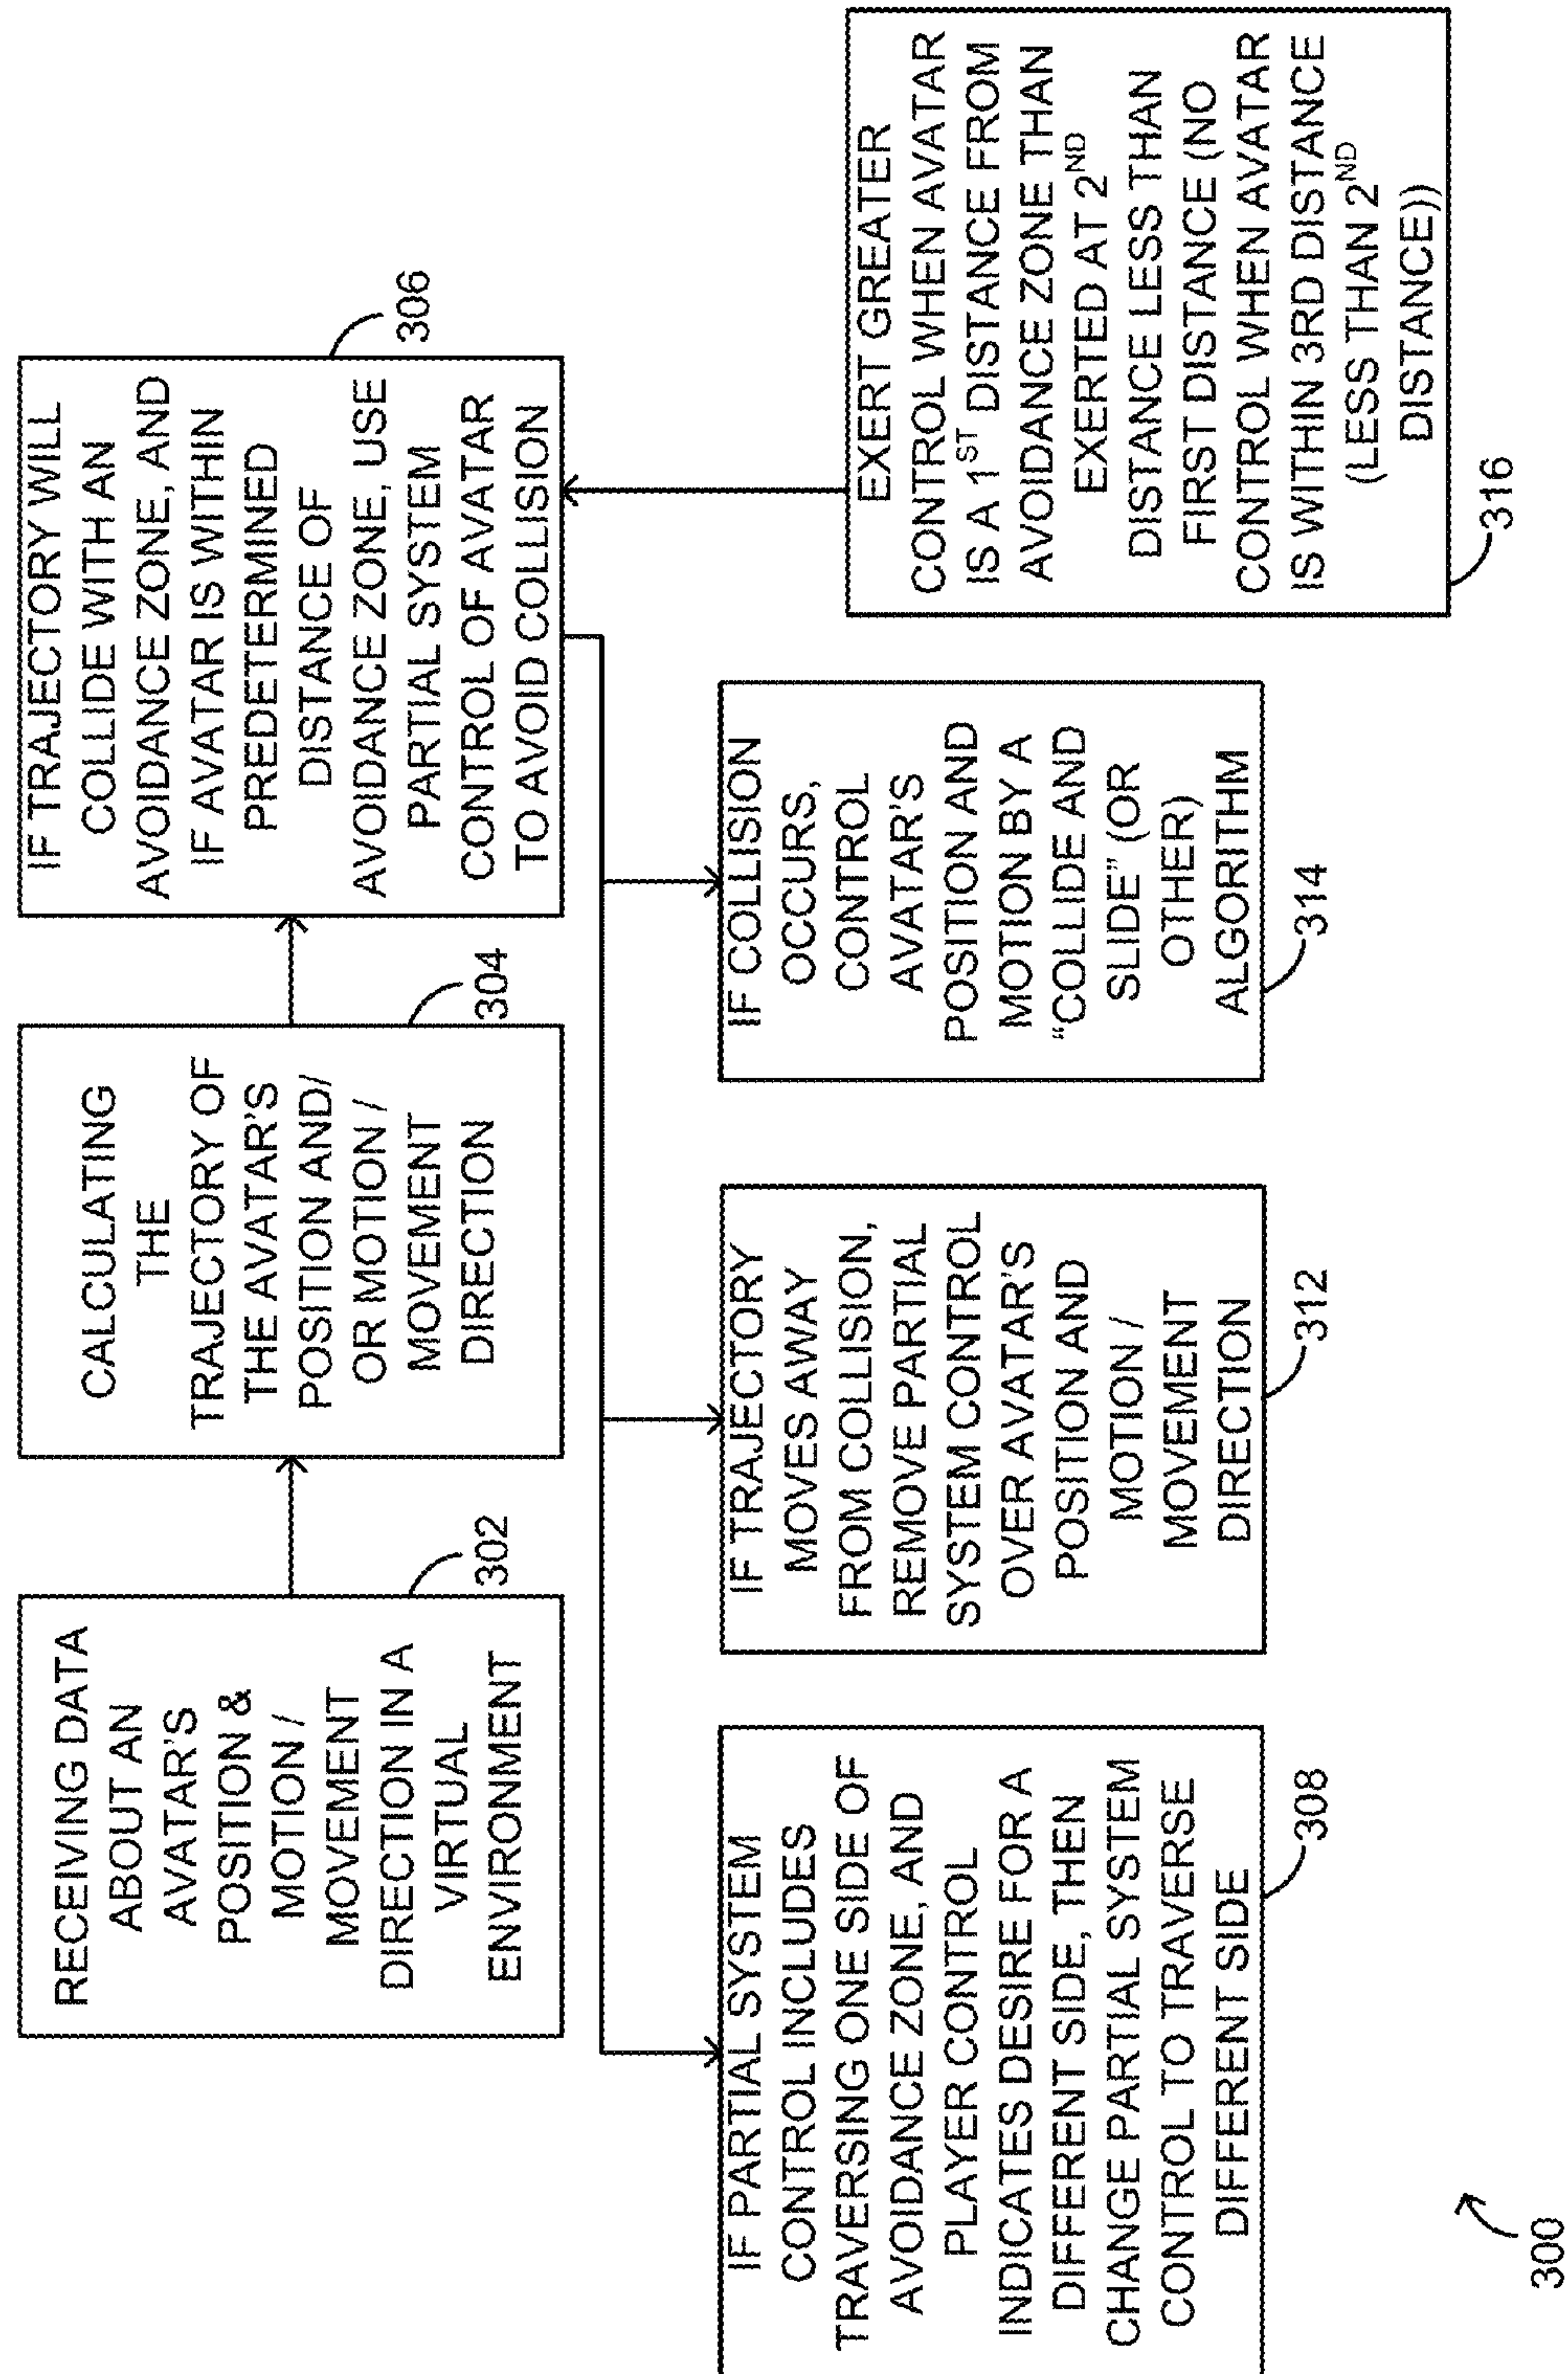 RECEIVING DATA
ABOUT AN
AVATAR'S
POSITION &
MOTION /
MOVEMENT
DIRECTION IN A
VIRTUAL
ENVIRONMENT
302
CALCULATING
THE
TRAJECTORY OF
THE AVATAR'S
POSITION AND/
OR MOTION /
MOVEMENT
DIRECTION
304
IF TRAJECTORY WILL
COLLIDE WITH AN
AVOIDANCE ZONE, AND
IF AVATAR IS WITHIN
PREDETERMINED
DISTANCE OF
AVOIDANCE ZONE, USE
PARTIAL SYSTEM
CONTROL OF AVATAR
TO AVOID COLLISION
306
IF PARTIAL SYSTEM
CONTROL INCLUDES
TRAVERSING ONE SIDE OF
AVOIDANCE ZONE, AND
PLAYER CONTROL
INDICATES DESIRE FOR A
DIFFERENT SIDE, THEN
CHANGE PARTIAL SYSTEM
CONTROL TO TRAVERSE
DIFFERENT SIDE
308
IF TRAJECTORY
MOVES AWAY
FROM COLLISION,
REMOVE PARTIAL
SYSTEM CONTROL
OVER AVATAR'S
POSITION AND
MOTION /
MOVEMENT
DIRECTION
312
IF COLLISION
OCCURS,
CONTROL
AVATAR'S
POSITION AND
MOTION BY A
"COLLIDE AND
SLIDE" (OR
OTHER)
ALGORITHM
314
EXERT GREATER
CONTROL WHEN AVATAR
IS A 1ST DISTANCE FROM
AVOIDANCE ZONE THAN
EXERTED AT 2ND
DISTANCE LESS THAN
FIRST DISTANCE (NO
CONTROL WHEN AVATAR
IS WITHIN 3RD DISTANCE
(LESS THAN 2ND
DISTANCE))
316
300